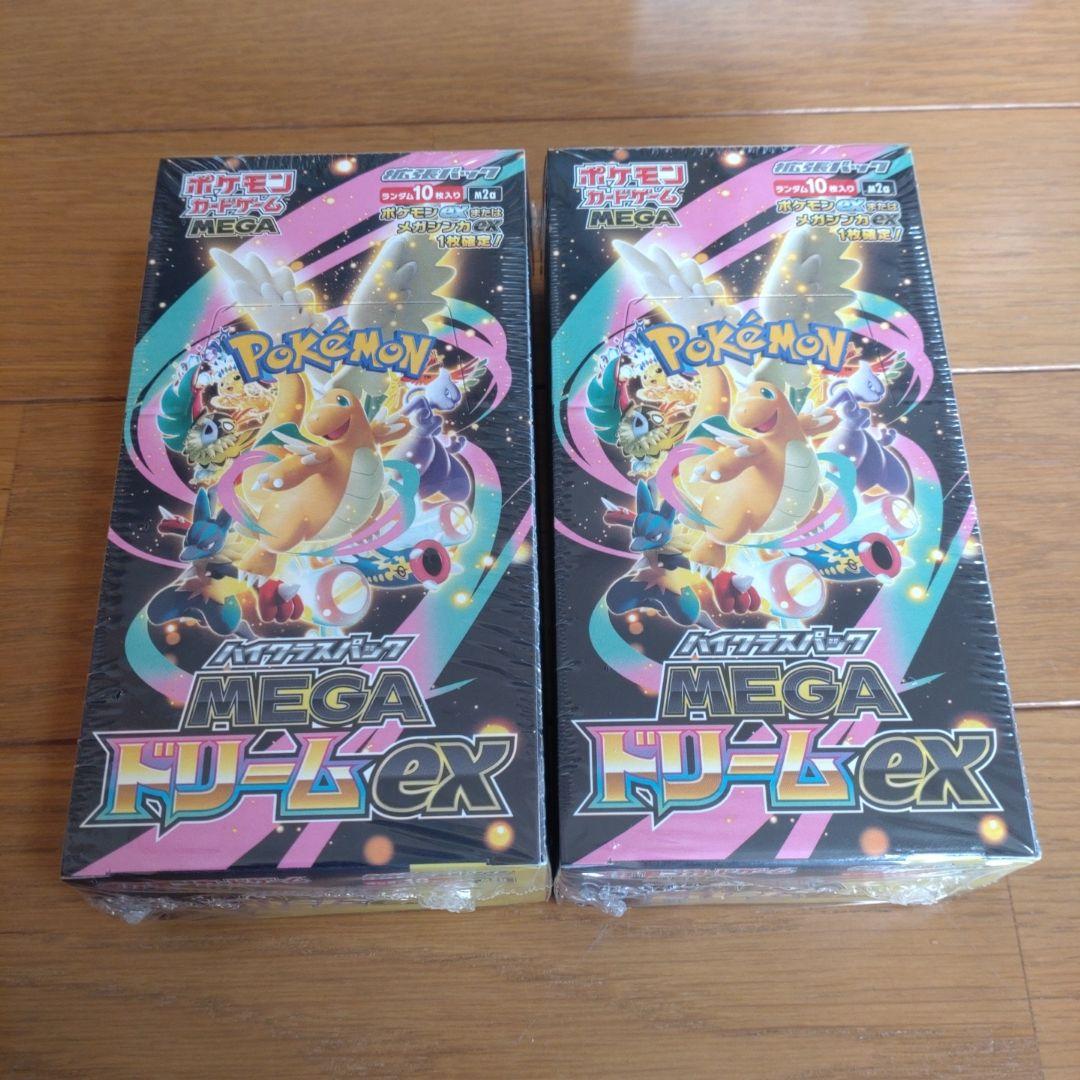 ポケモン
カードゲーム
MEGA
拡張パック
ランダム10枚入り M2a
ポケモンexまたは
メガシンカex
1枚確定!
POKéMON
ハイクラスパック
MEGA
ドリームex
ポケモン
カードゲーム
MEGA
拡張パック
ランダム10枚入り M2a
ポケモンexまたは
メガシンカex
1枚確定!
POKéMON
ハイクラスパック
MEGA
ドリームex